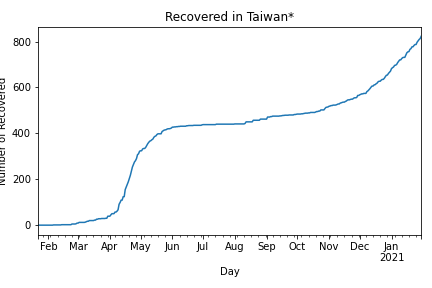 Recovered in Taiwan*
Number of Recovered
800
600
400
200
0
Feb Mar Apr May Jun Jul Aug Sep Oct Nov Dec Jan
2021
Day